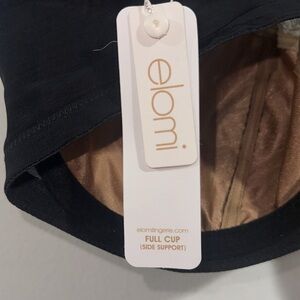 elomi
elomilingerie.com
FULL CUP
(SIDE SUPPORT)